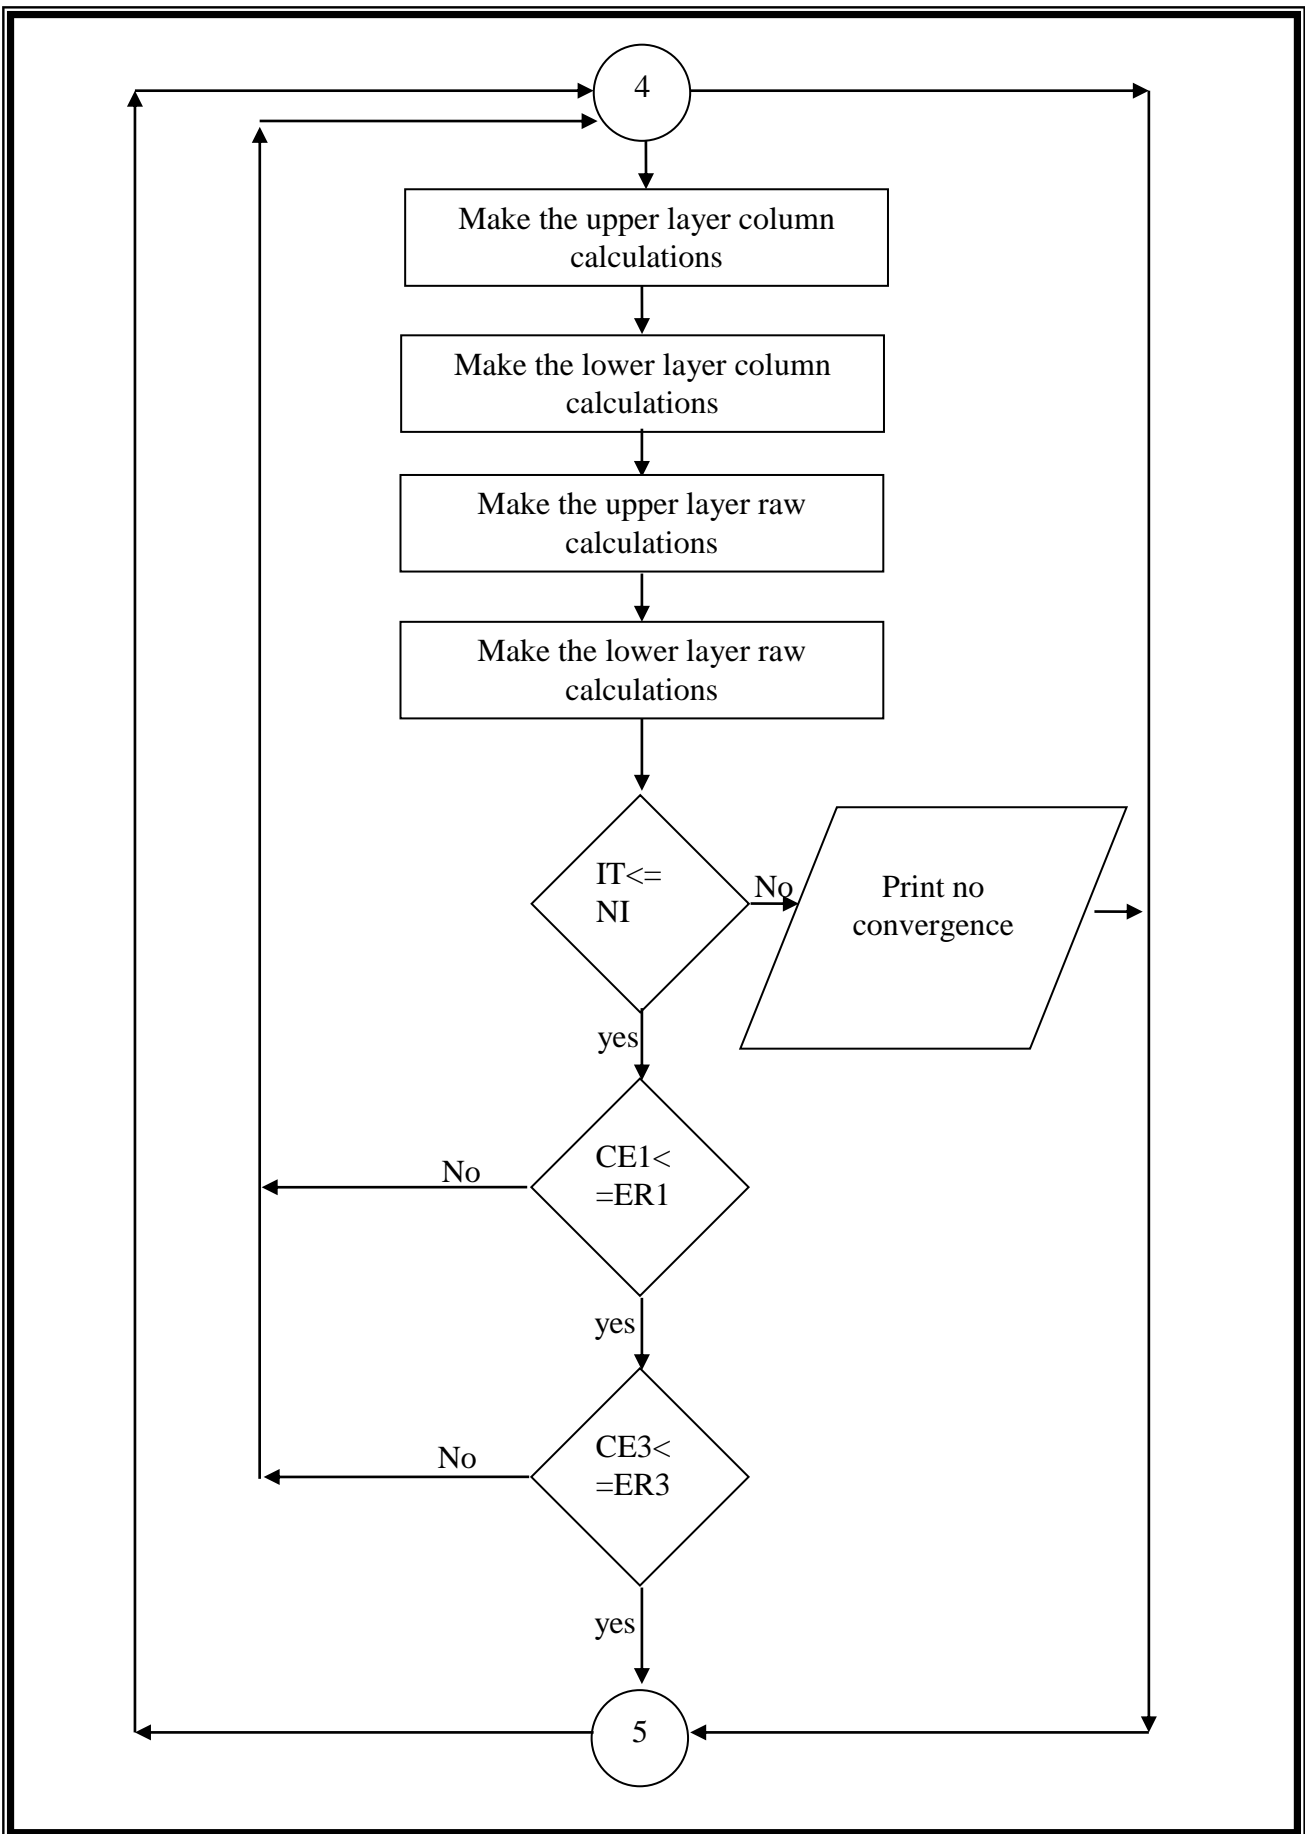 4
Make the upper layer column
calculations
Make the lower layer column
calculations
Make the upper layer raw
calculations
Make the lower layer raw
calculations
IT<=
NI
No
Print no
convergence
yes
CE1<
=ER1
No
yes
CE3<
=ER3
No
yes
5